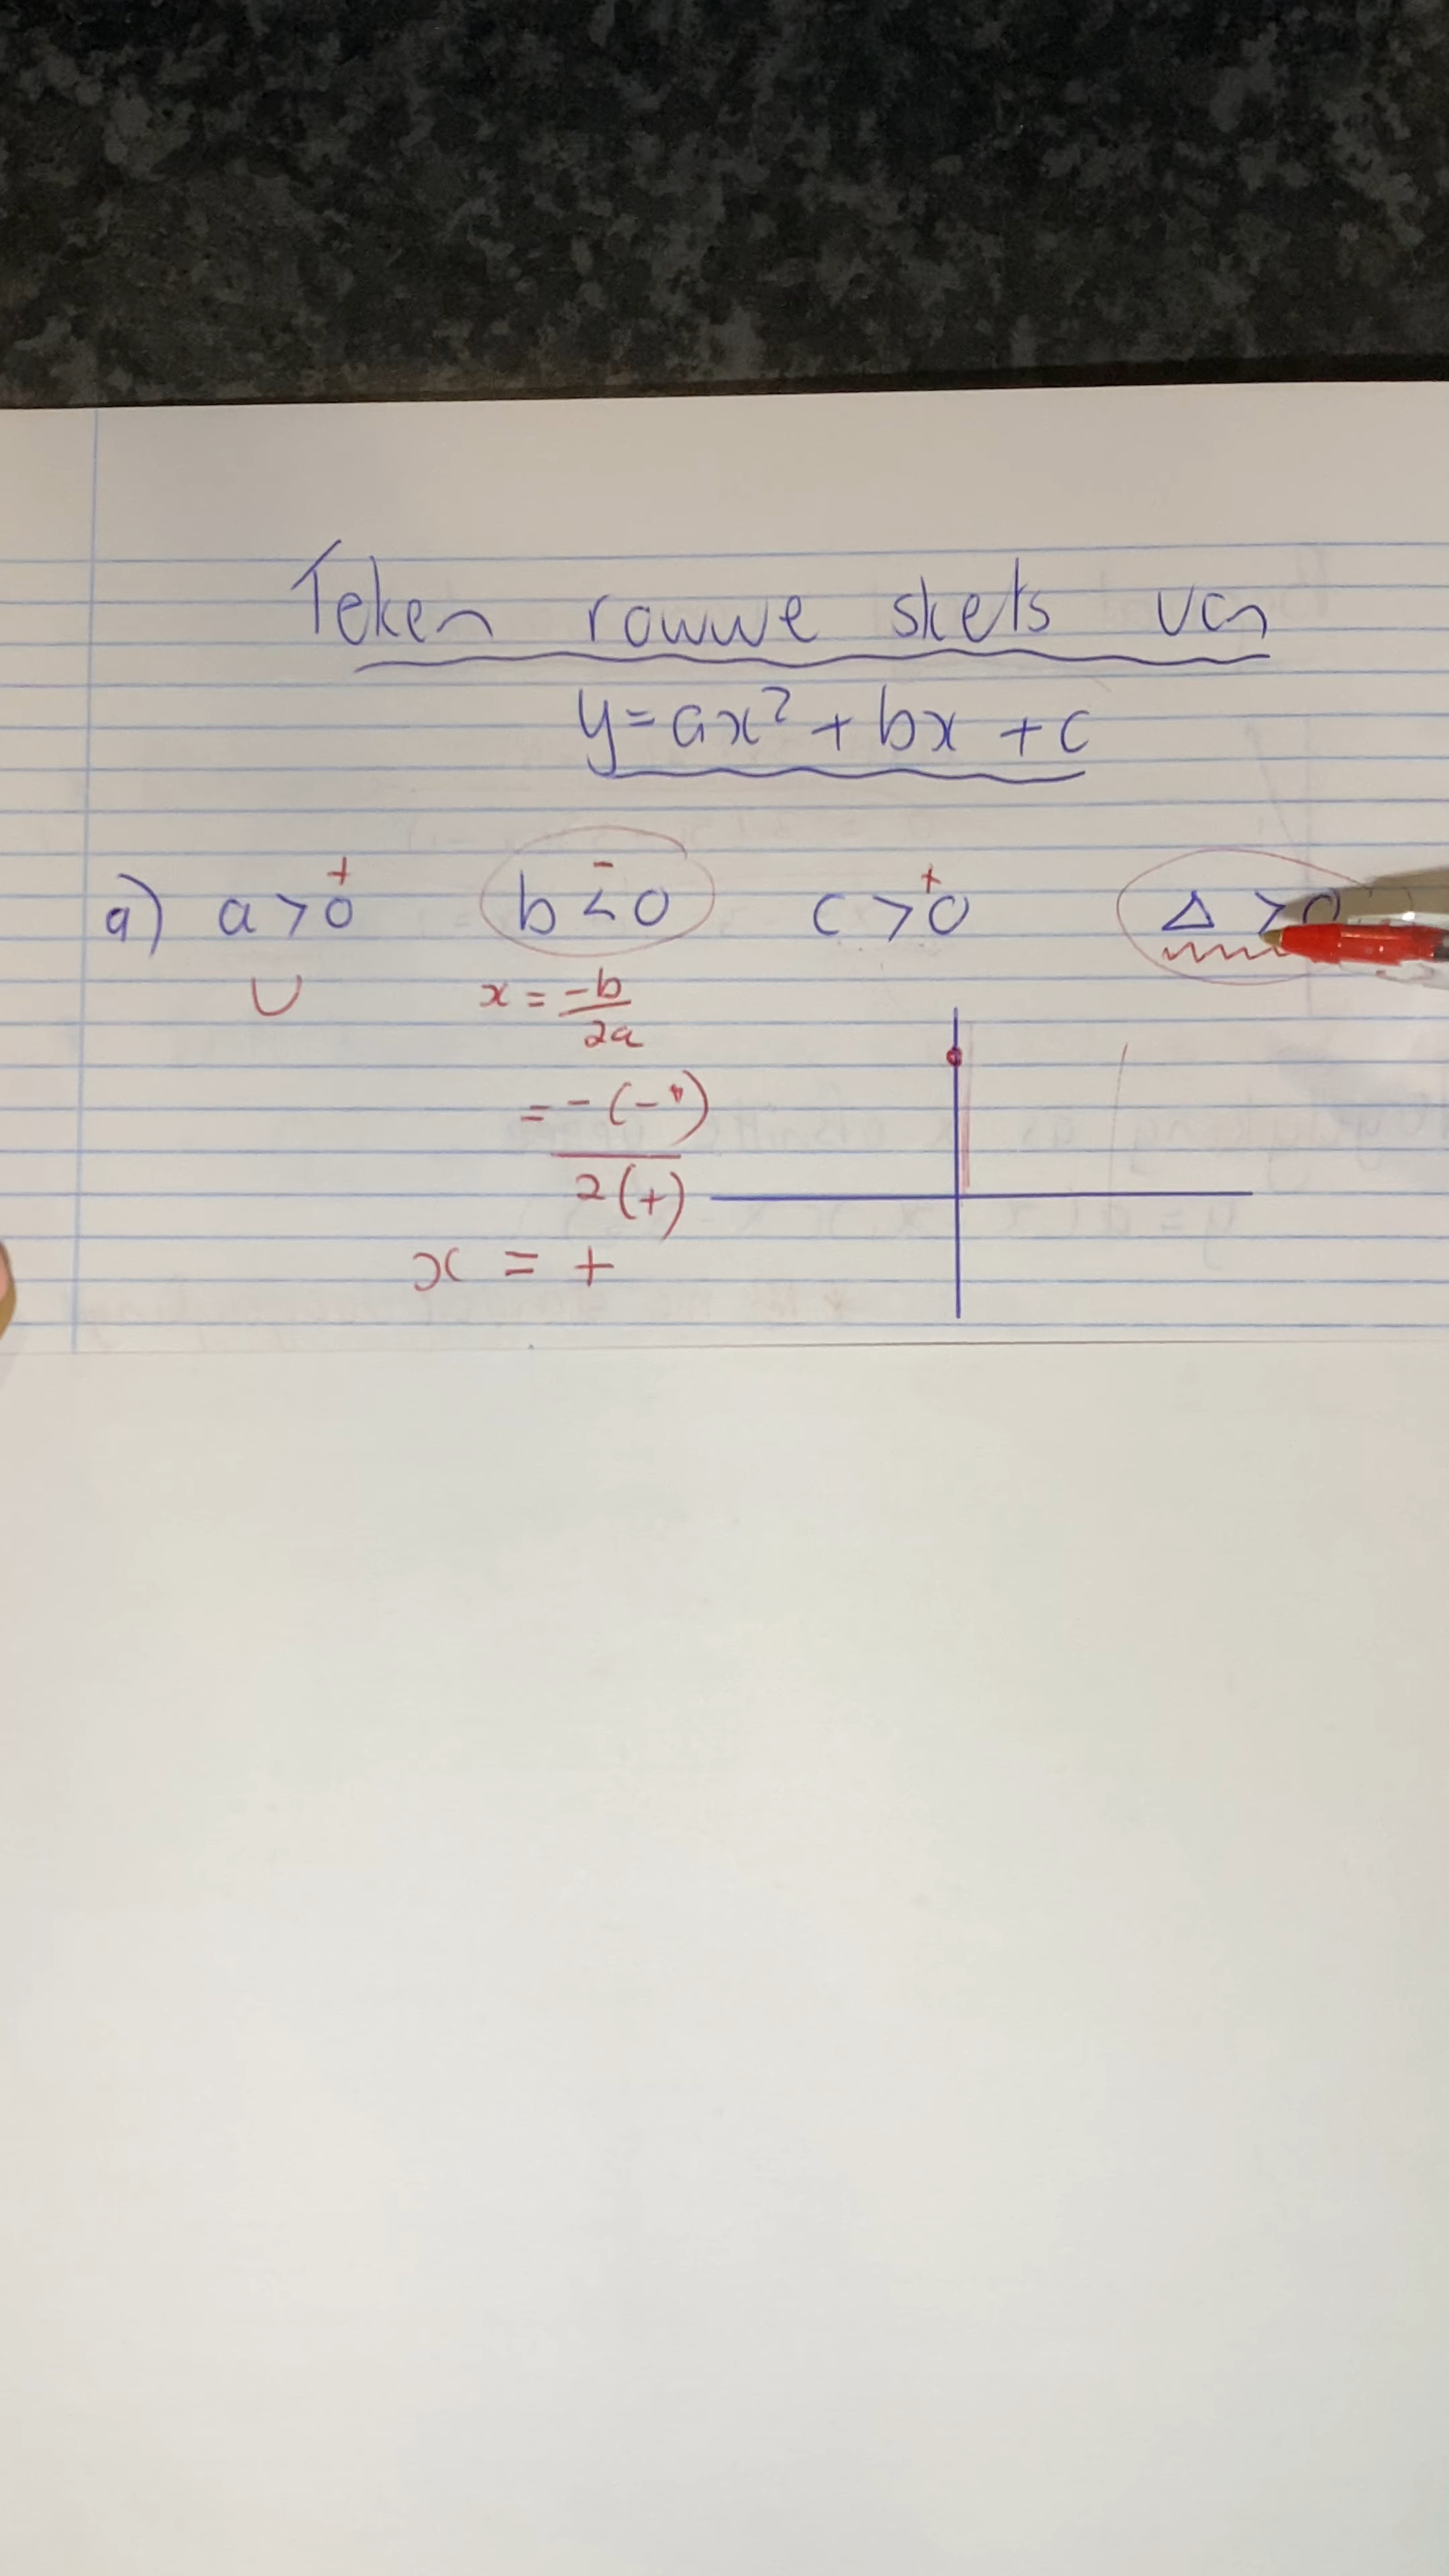 Teken rowwe skets van
y=ax²+bx+c
+ - +
a) a>0 b<0 c>0 Δ>0
∪ x = -b/2a
= -(-)/2(+)
x = +